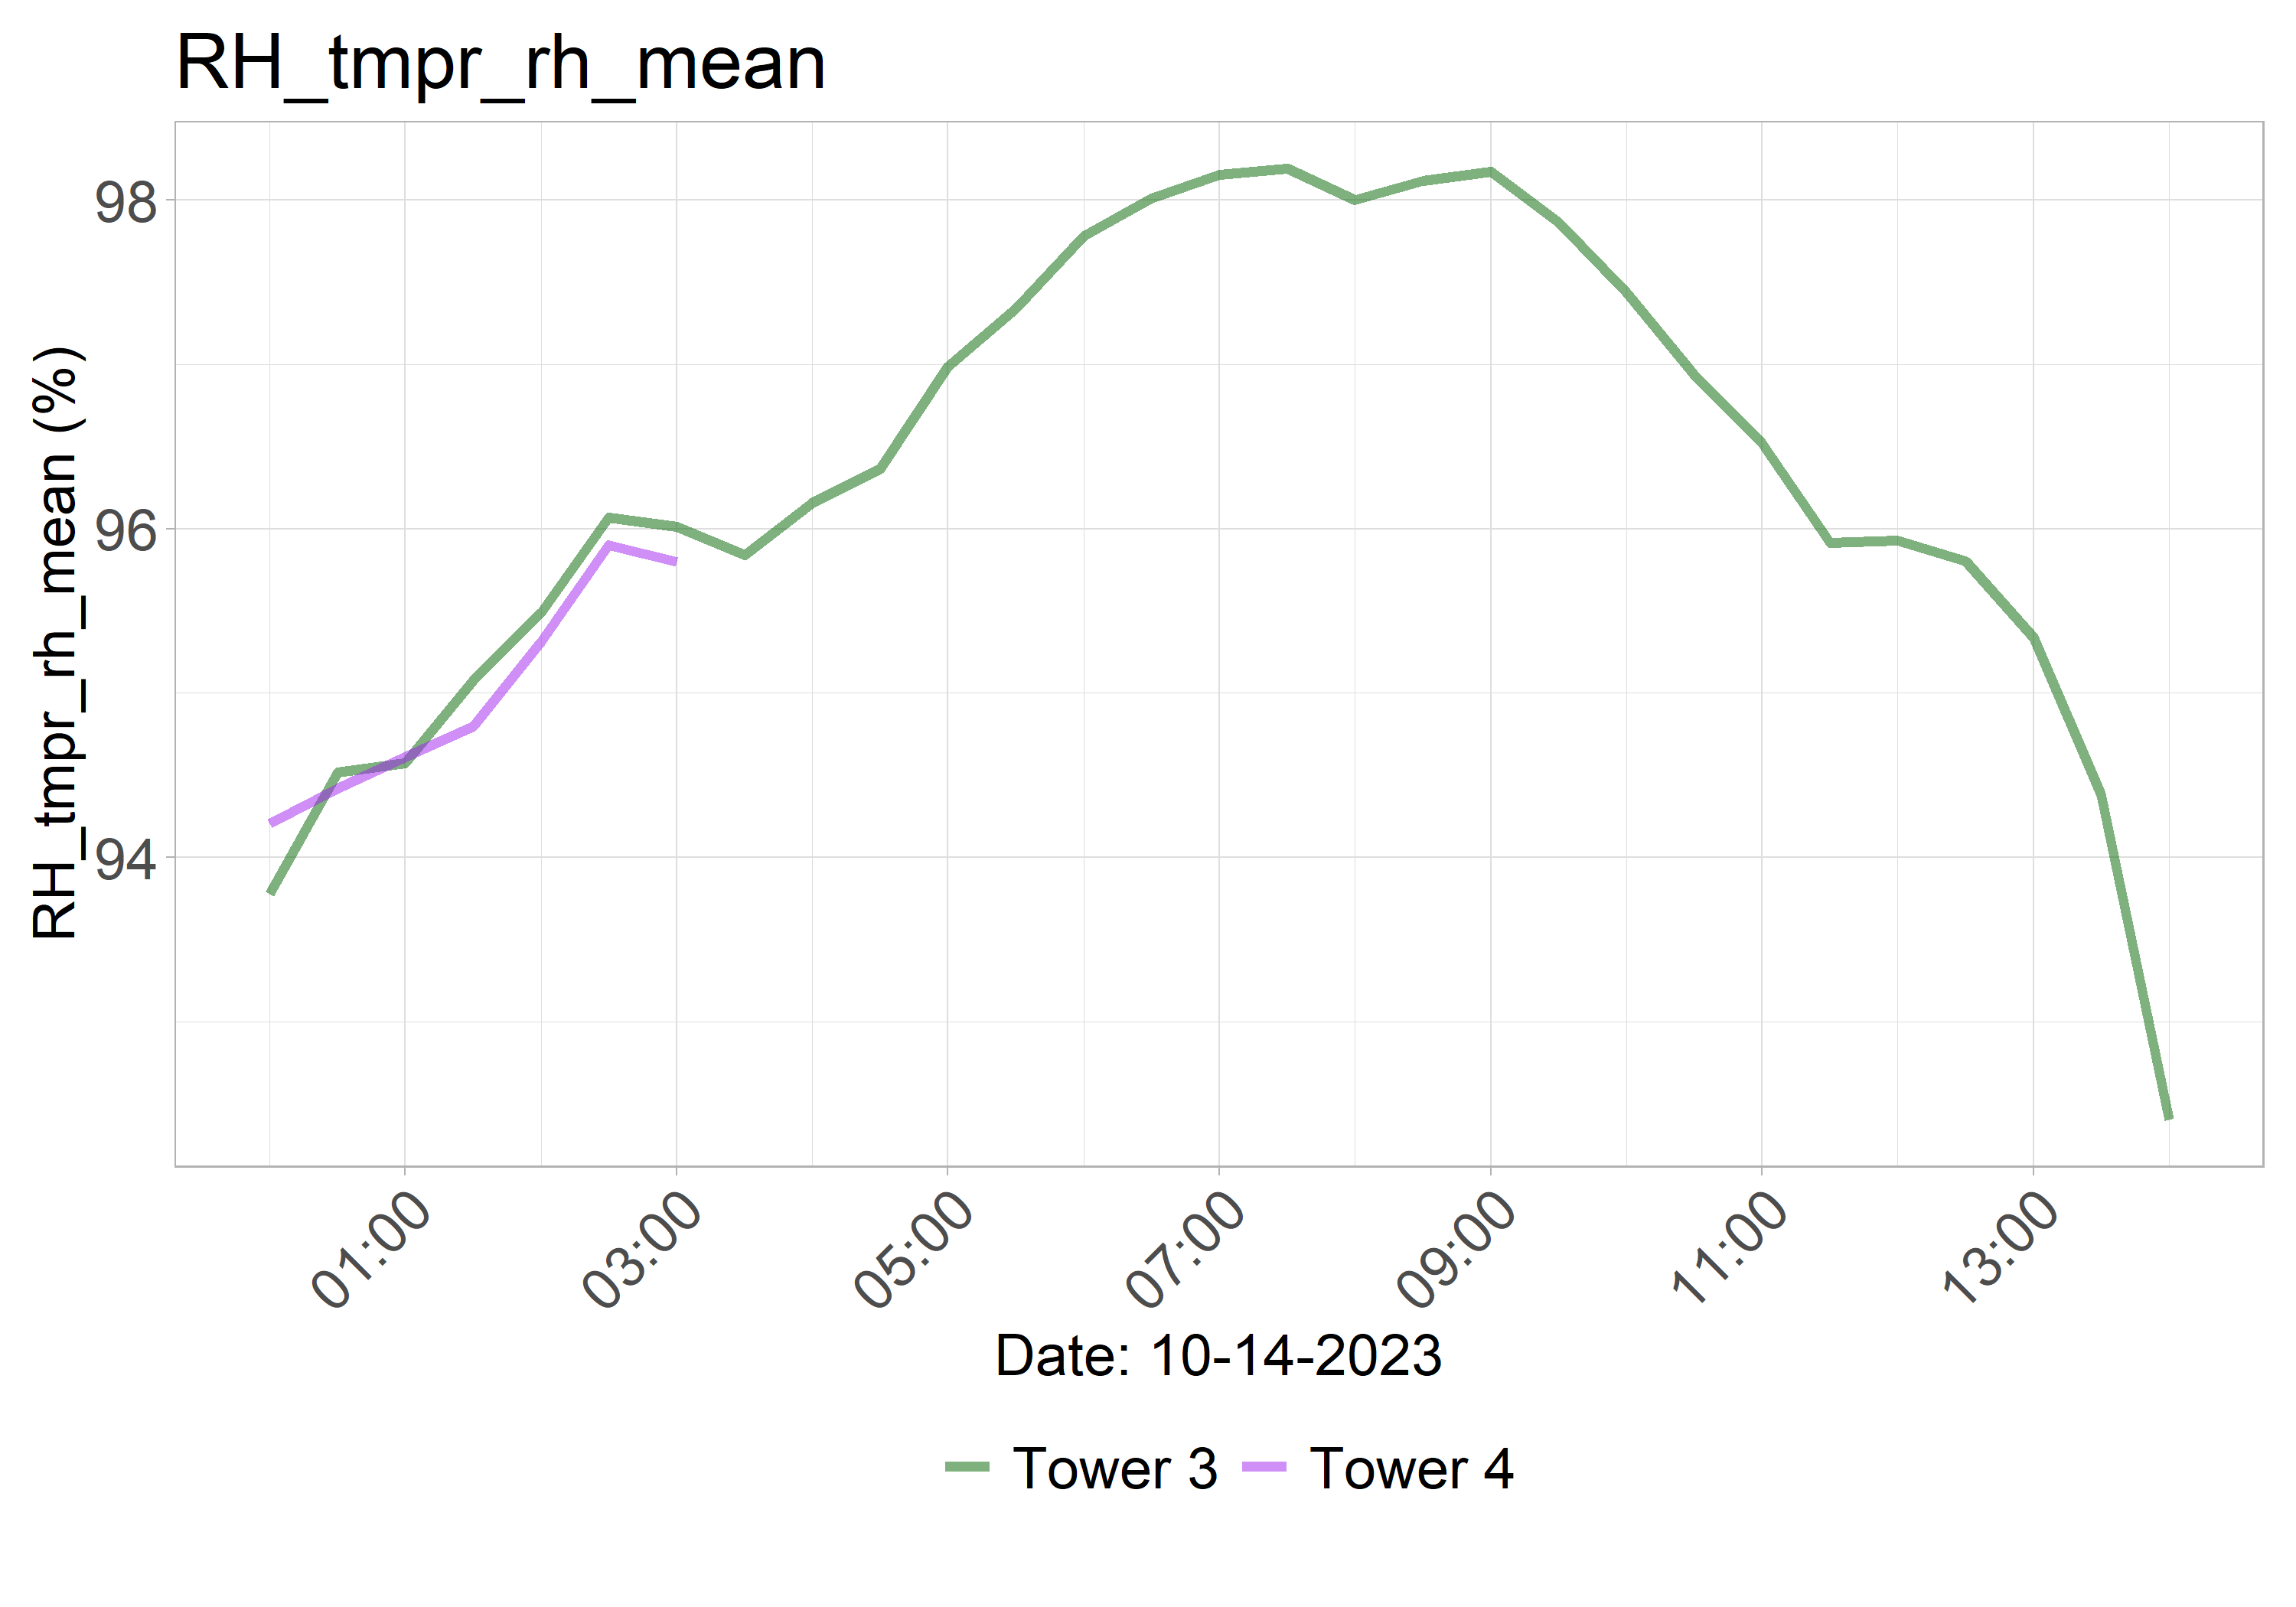 RH_tmpr_rh_mean
RH_tmpr_rh_mean (%)
98
96
94
01:00 03:00 05:00 07:00 09:00 11:00 13:00
Date: 10-14-2023
Tower 3 Tower 4